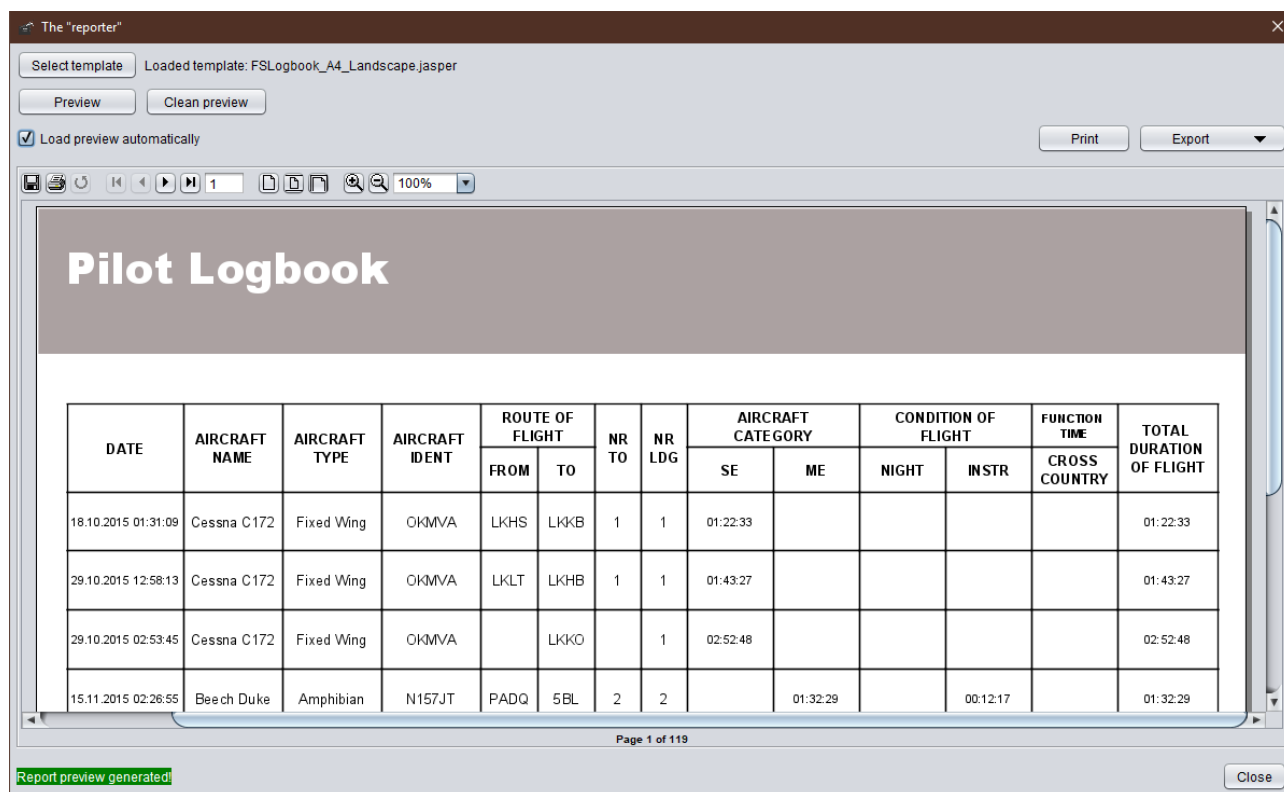 The "reporter"
Select template Loaded template: FSLogbook_A4_Landscape.jasper
Preview Clean preview
Load preview automatically
Print Export
1 100%
Pilot Logbook
DATE AIRCRAFT NAME AIRCRAFT TYPE AIRCRAFT IDENT ROUTE OF FLIGHT FROM TO NR TO NR LDG AIRCRAFT CATEGORY SE ME CONDITION OF FLIGHT NIGHT INSTR FUNCTION TIME CROSS COUNTRY TOTAL DURATION OF FLIGHT
18.10.2015 01:31:09 Cessna C172 Fixed Wing OKMVA LKHS LKKB 1 1 01:22:33 01:22:33
29.10.2015 12:58:13 Cessna C172 Fixed Wing OKMVA LKLT LKHB 1 1 01:43:27 01:43:27
29.10.2015 02:53:45 Cessna C172 Fixed Wing OKMVA LKKO 1 02:52:48 02:52:48
15.11.2015 02:26:55 Beech Duke Amphibian N157JT PADQ 5BL 2 2 01:32:29 00:12:17 01:32:29
Page 1 of 119
Report preview generated!
Close